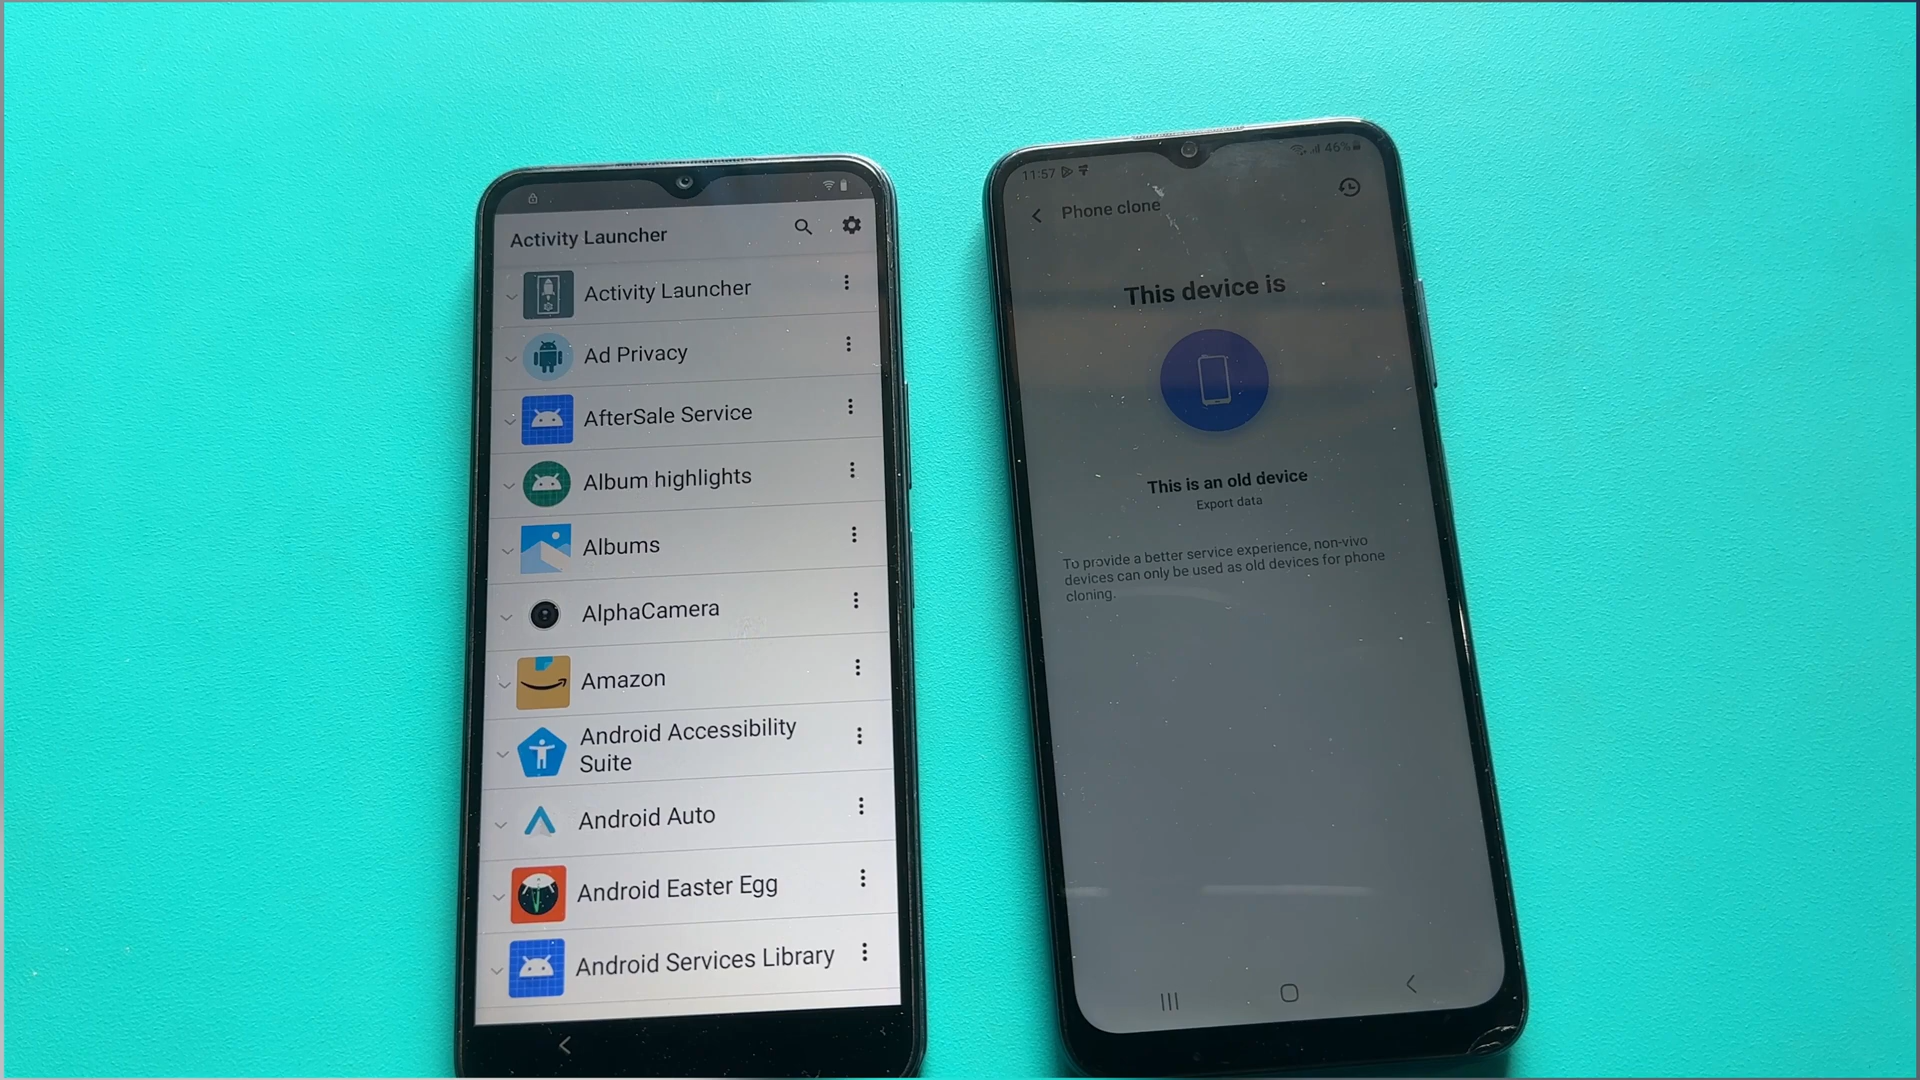 Activity Launcher
Activity Launcher
Ad Privacy
AfterSale Service
Album highlights
Albums
AlphaCamera
Amazon
Android Accessibility
Suite
Android Auto
Android Easter Egg
Android Services Library
11:57
46%
Phone clone
This device is
This is an old device
Export data
To provide a better service experience, non-vivo
devices can only be used as old devices for phone
cloning.